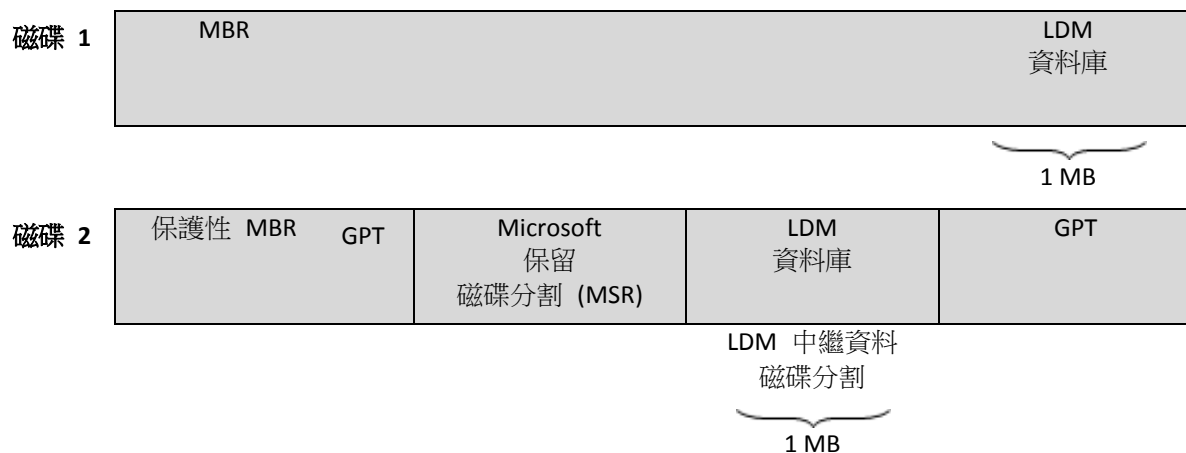 磁碟 1
MBR
LDM
資料庫
1 MB
磁碟 2
保護性 MBR
GPT
Microsoft
保留
磁碟分割 (MSR)
LDM
資料庫
GPT
LDM 中繼資料
磁碟分割
1 MB